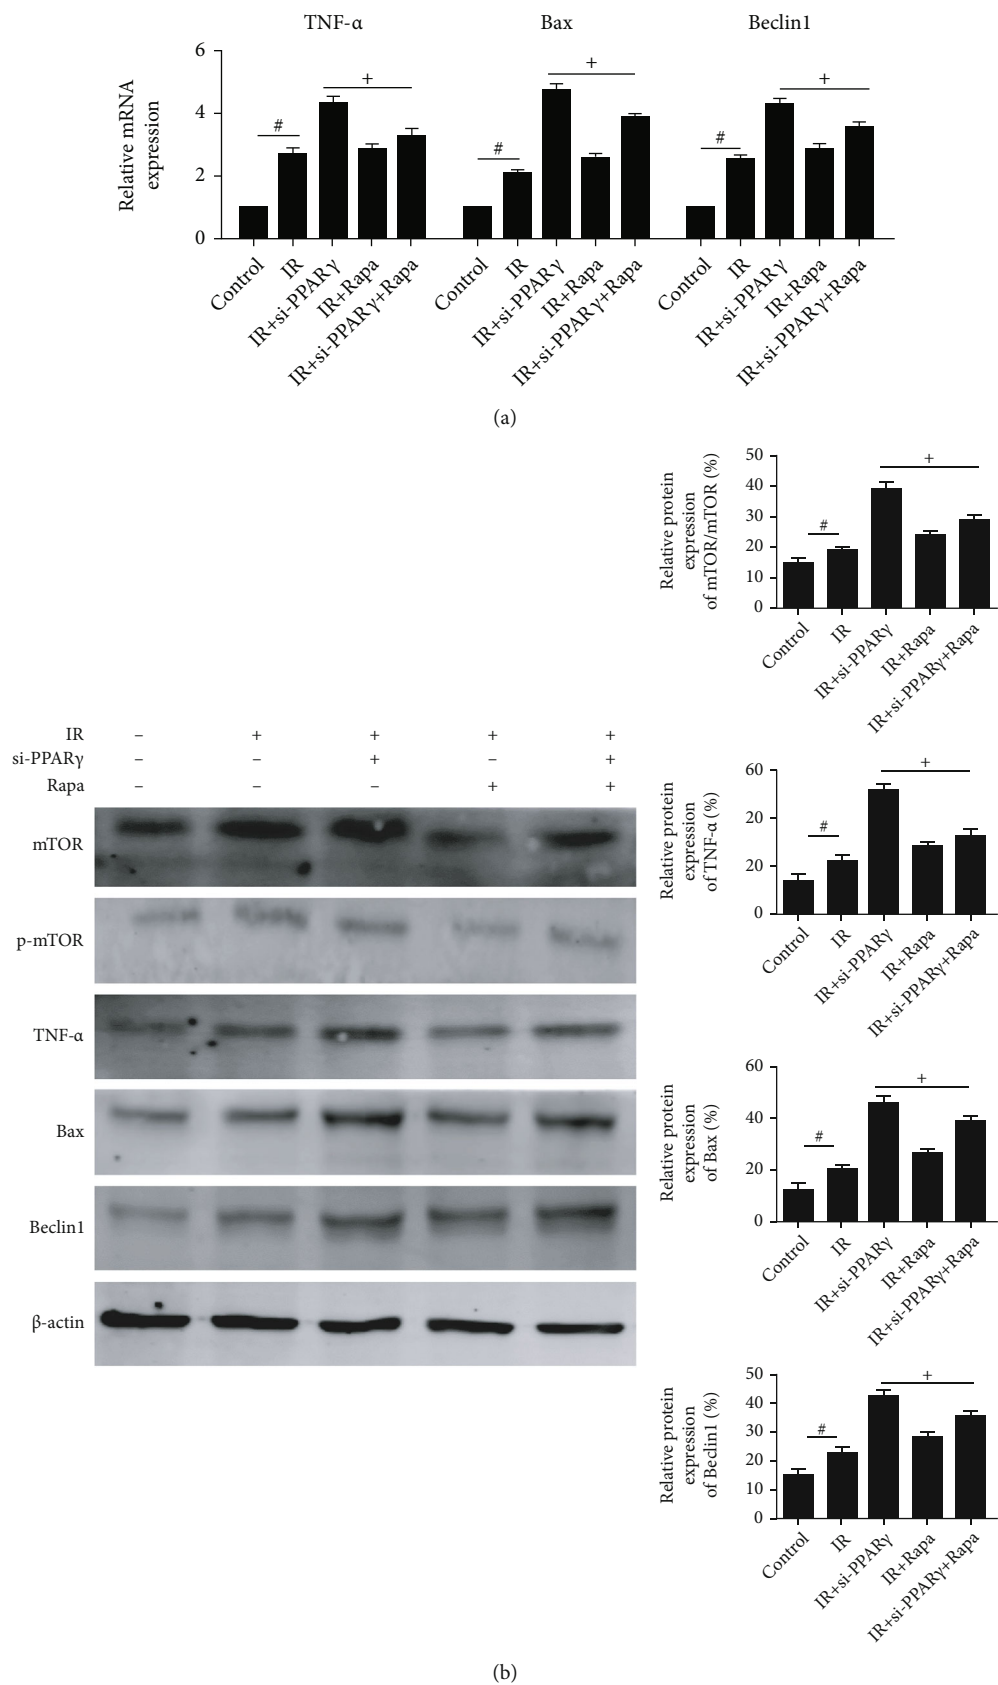 TNF-α Bax Beclin1
Relative mRNA
expression
6
4
2
0
# + # + # +
Control IR IR+si-PPARγ IR+Rapa IR+si-PPARγ+Rapa
Control IR IR+si-PPARγ IR+Rapa IR+si-PPARγ+Rapa
Control IR IR+si-PPARγ IR+Rapa IR+si-PPARγ+Rapa
(a)
IR – + + + +
si-PPARγ – – + – +
Rapa – – – + +
mTOR
p-mTOR
TNF-α
Bax
Beclin1
β-actin
Relative protein
expression
of mTOR/mTOR (%)
50
40
30
20
10
0
# +
Control IR IR+si-PPARγ IR+Rapa IR+si-PPARγ+Rapa
Relative protein
expression
of TNF-α (%)
60
20
20
0
# +
Control IR IR+si-PPARγ IR+Rapa IR+si-PPARγ+Rapa
Relative protein
expression
of Bax (%)
60
40
20
0
# +
Control IR IR+si-PPARγ IR+Rapa IR+si-PPARγ+Rapa
Relative protein
expression
of Beclin1 (%)
50
40
30
20
10
0
# +
Control IR IR+si-PPARγ IR+Rapa IR+si-PPARγ+Rapa
(b)